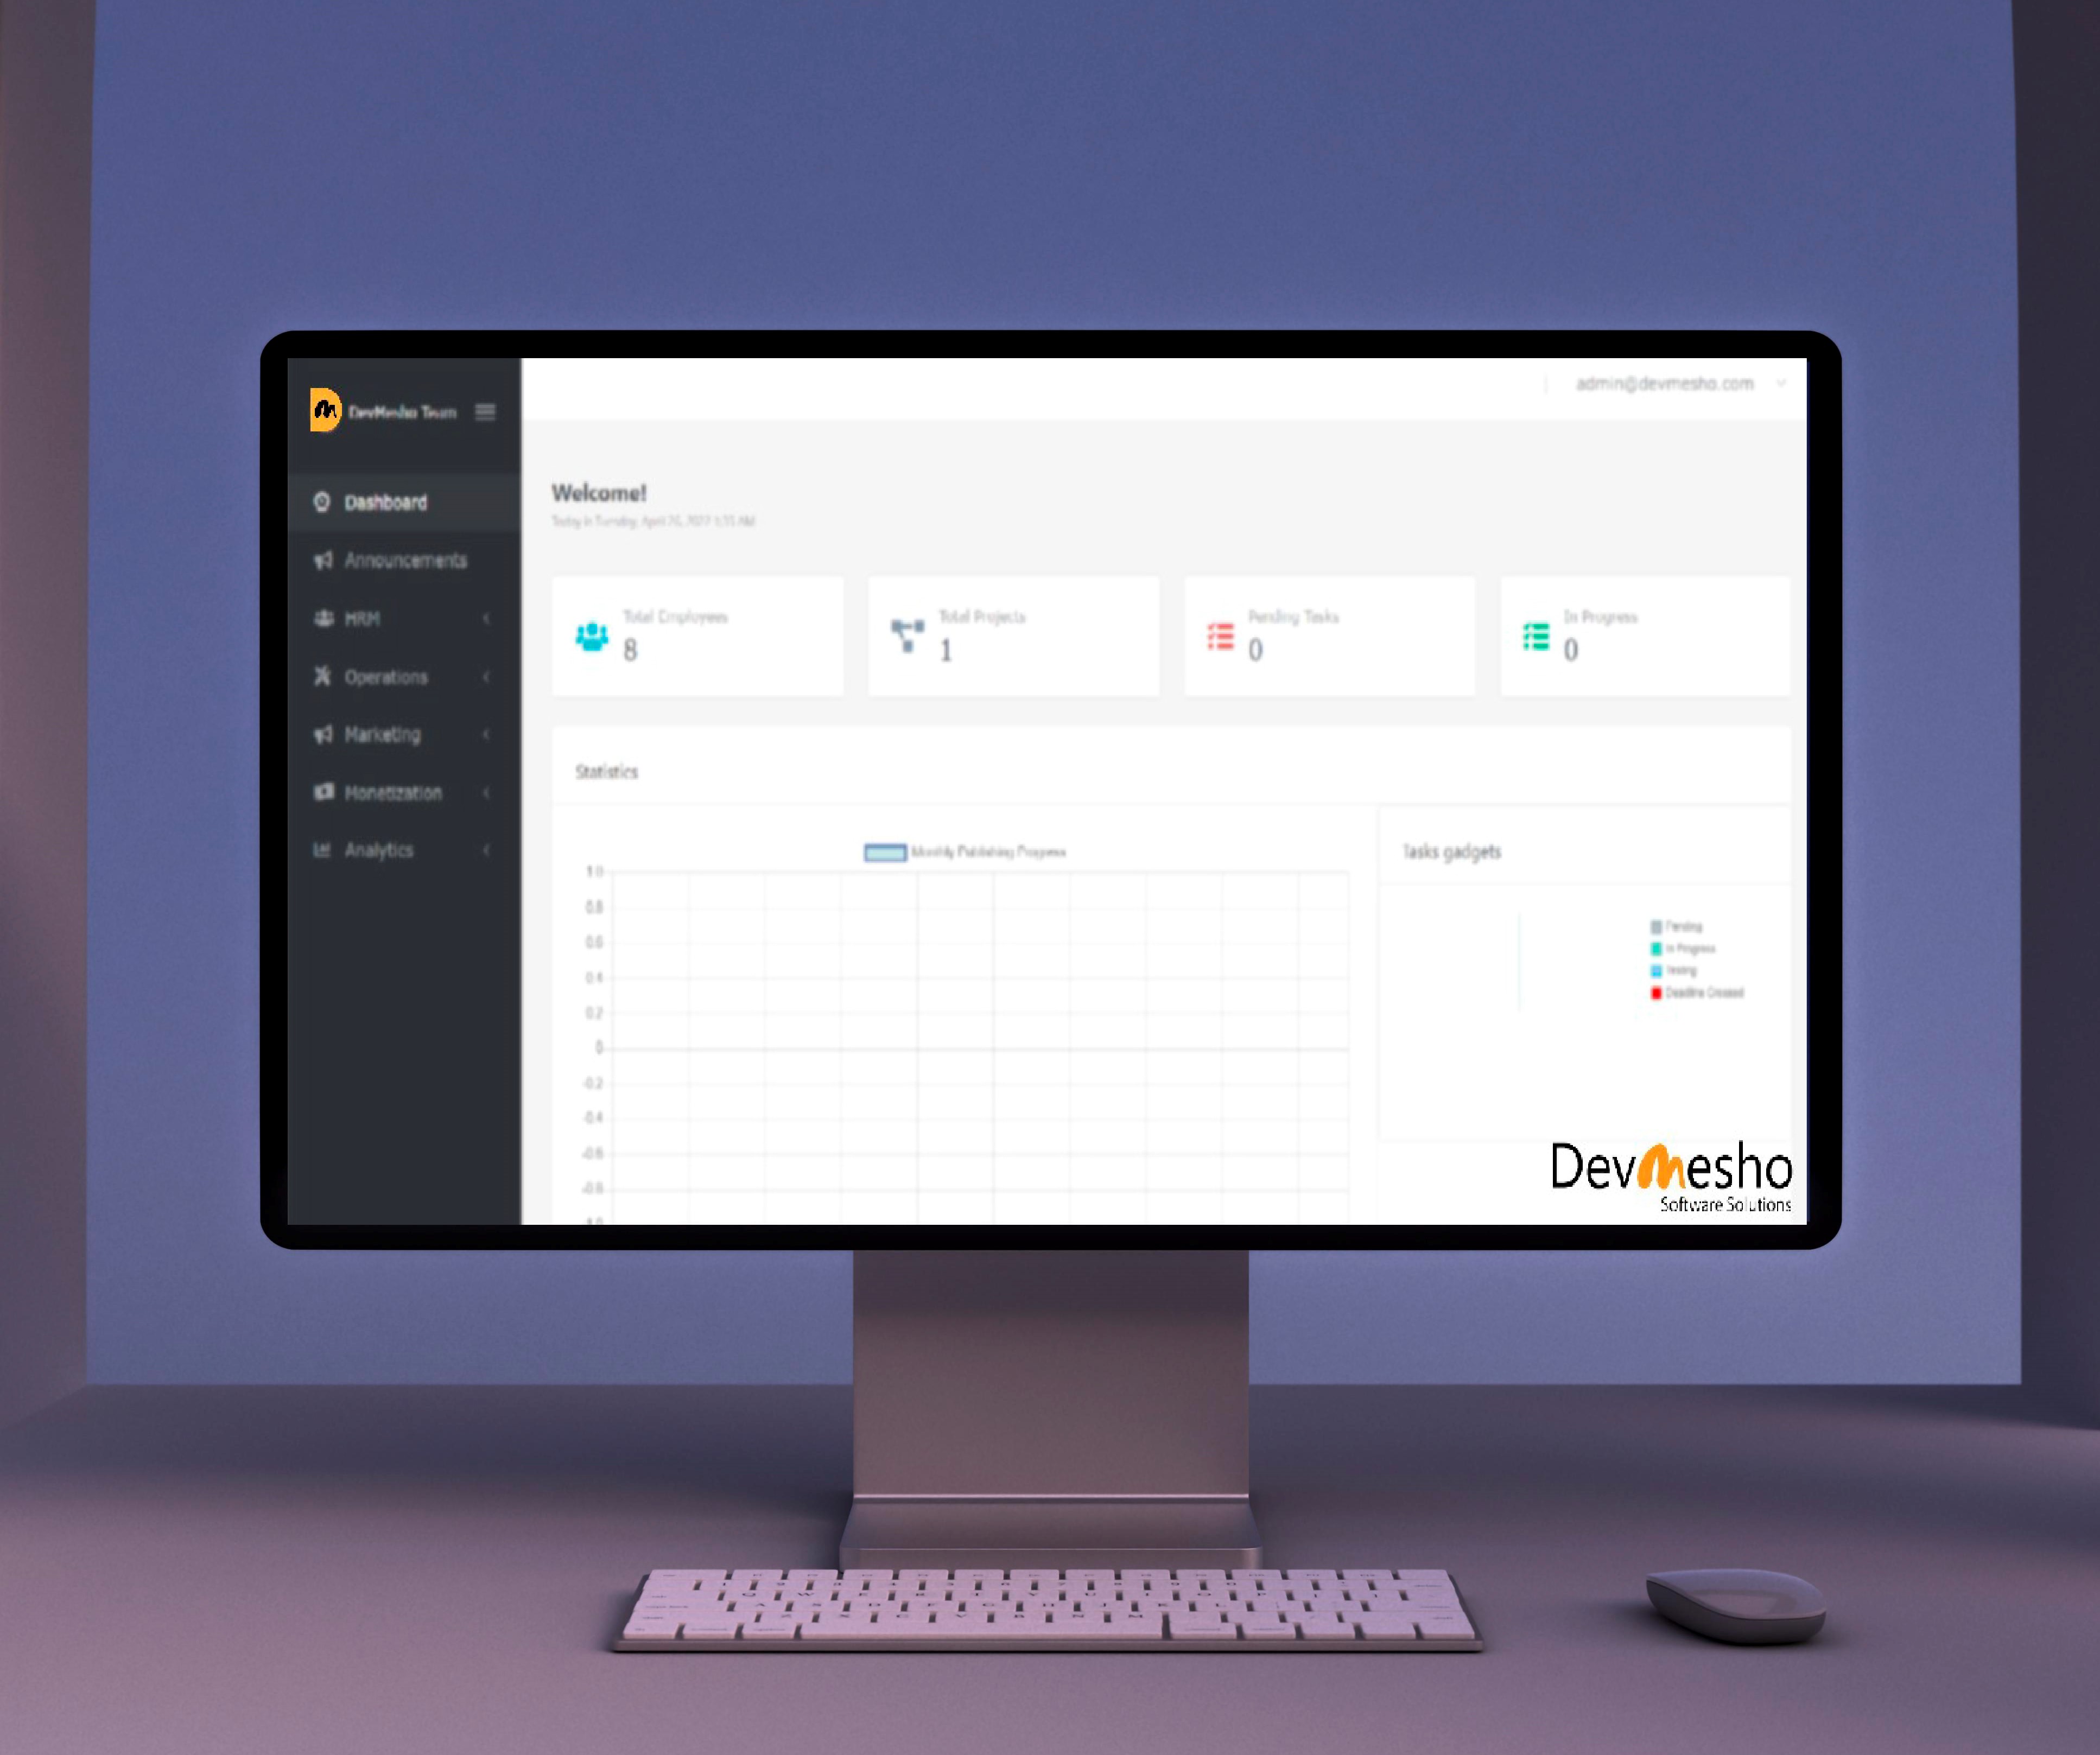 DevMesho Team
admin@devmesho.com
Dashboard
Announcements
HRM
Operations
Marketing
Monetization
Analytics
Welcome!
Total Employees
8
Total Projects
1
Pending Tasks
0
In Progress
0
Statistics
Monthly Publishing Progress
1.0
0.8
0.6
0.4
0.2
0
-0.2
-0.4
-0.6
-0.8
Tasks gadgets
Pending
In Progress
Testing
Deadline Crossed
DevMesho
Software Solutions